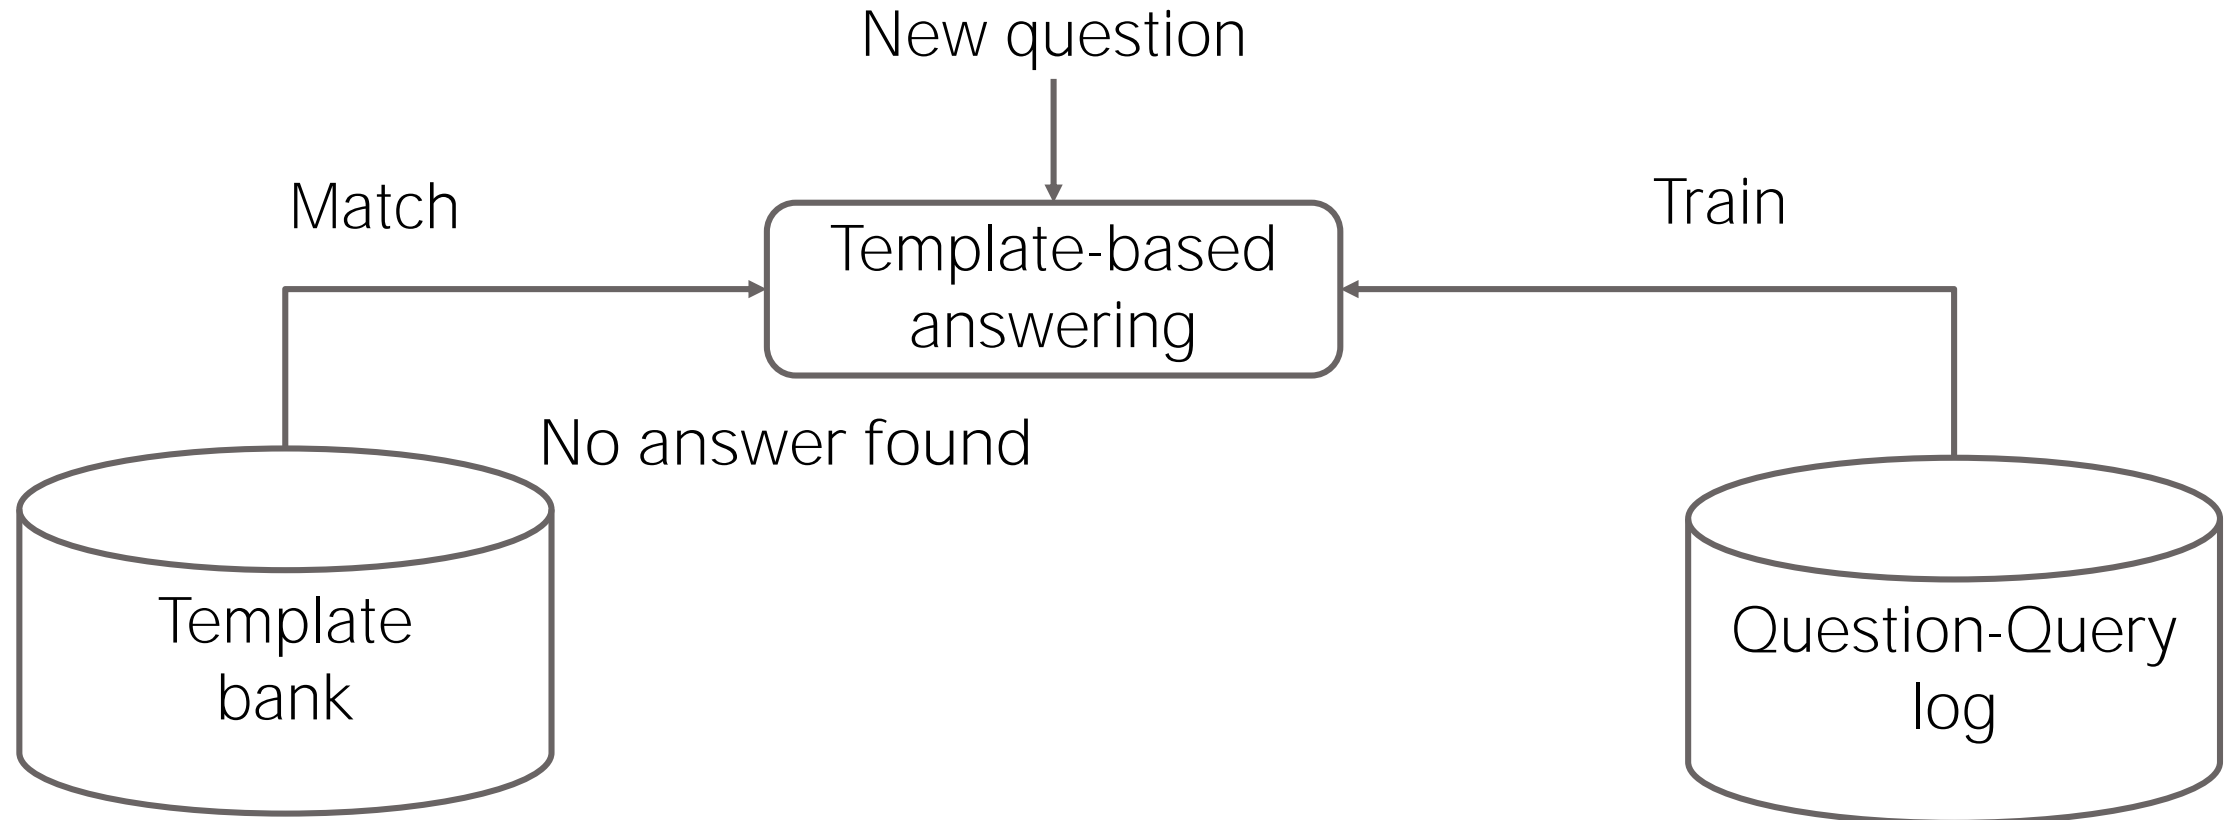 New question
Match
Train
Template-based
answering
No answer found
Template
bank
Question-Query
log